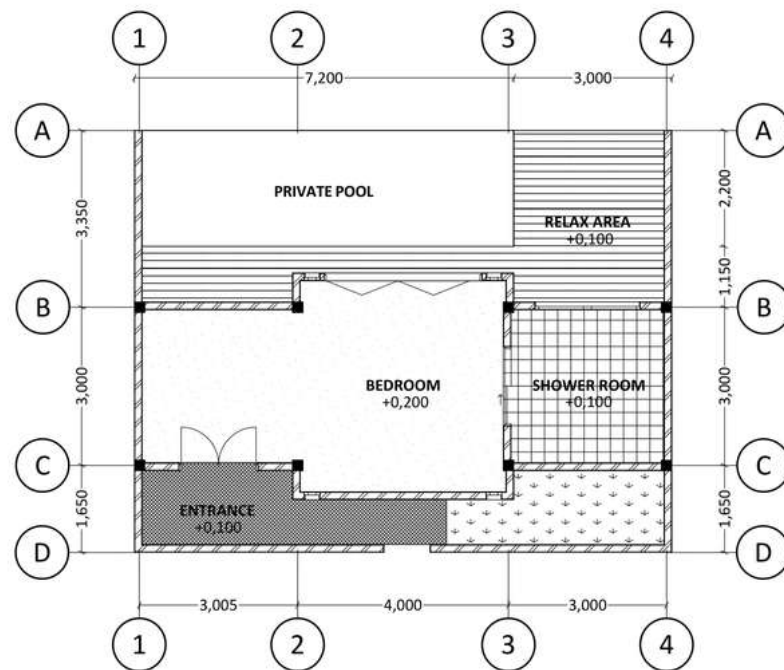 1
2
3
4
7,200
3,000
A
A
3,350
2,200
PRIVATE POOL
RELAX AREA
+0,100
1,150
B
B
3,000
3,000
BEDROOM
+0,200
SHOWER ROOM
+0,100
C
C
1,650
1,650
ENTRANCE
+0,100
D
D
3,005
4,000
3,000
1
2
3
4